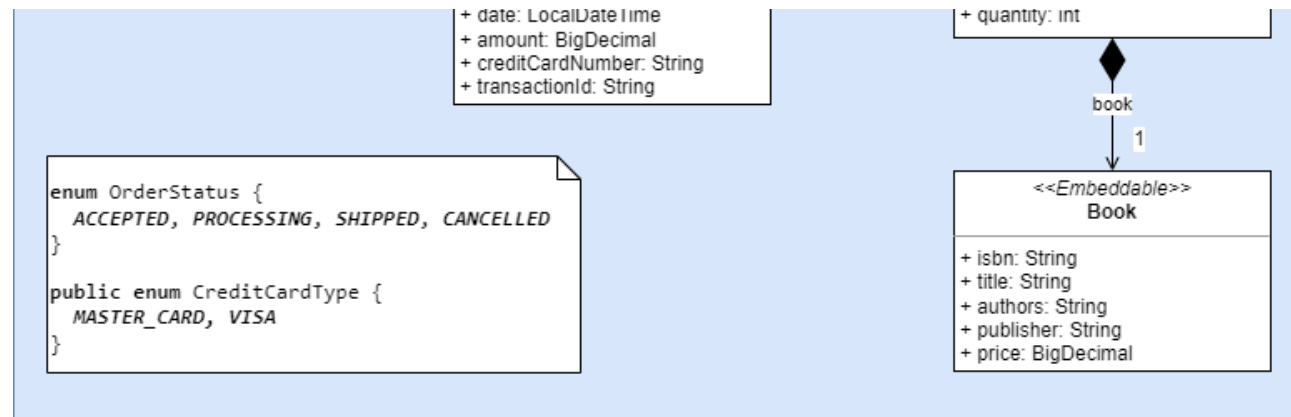 + date: LocalDateTime
+ amount: BigDecimal
+ creditCardNumber: String
+ transactionId: String
+ quantity: int
book
1
enum OrderStatus {
ACCEPTED, PROCESSING, SHIPPED, CANCELLED
}
public enum CreditCardType {
MASTER_CARD, VISA
}
<<Embeddable>>
Book
+ isbn: String
+ title: String
+ authors: String
+ publisher: String
+ price: BigDecimal